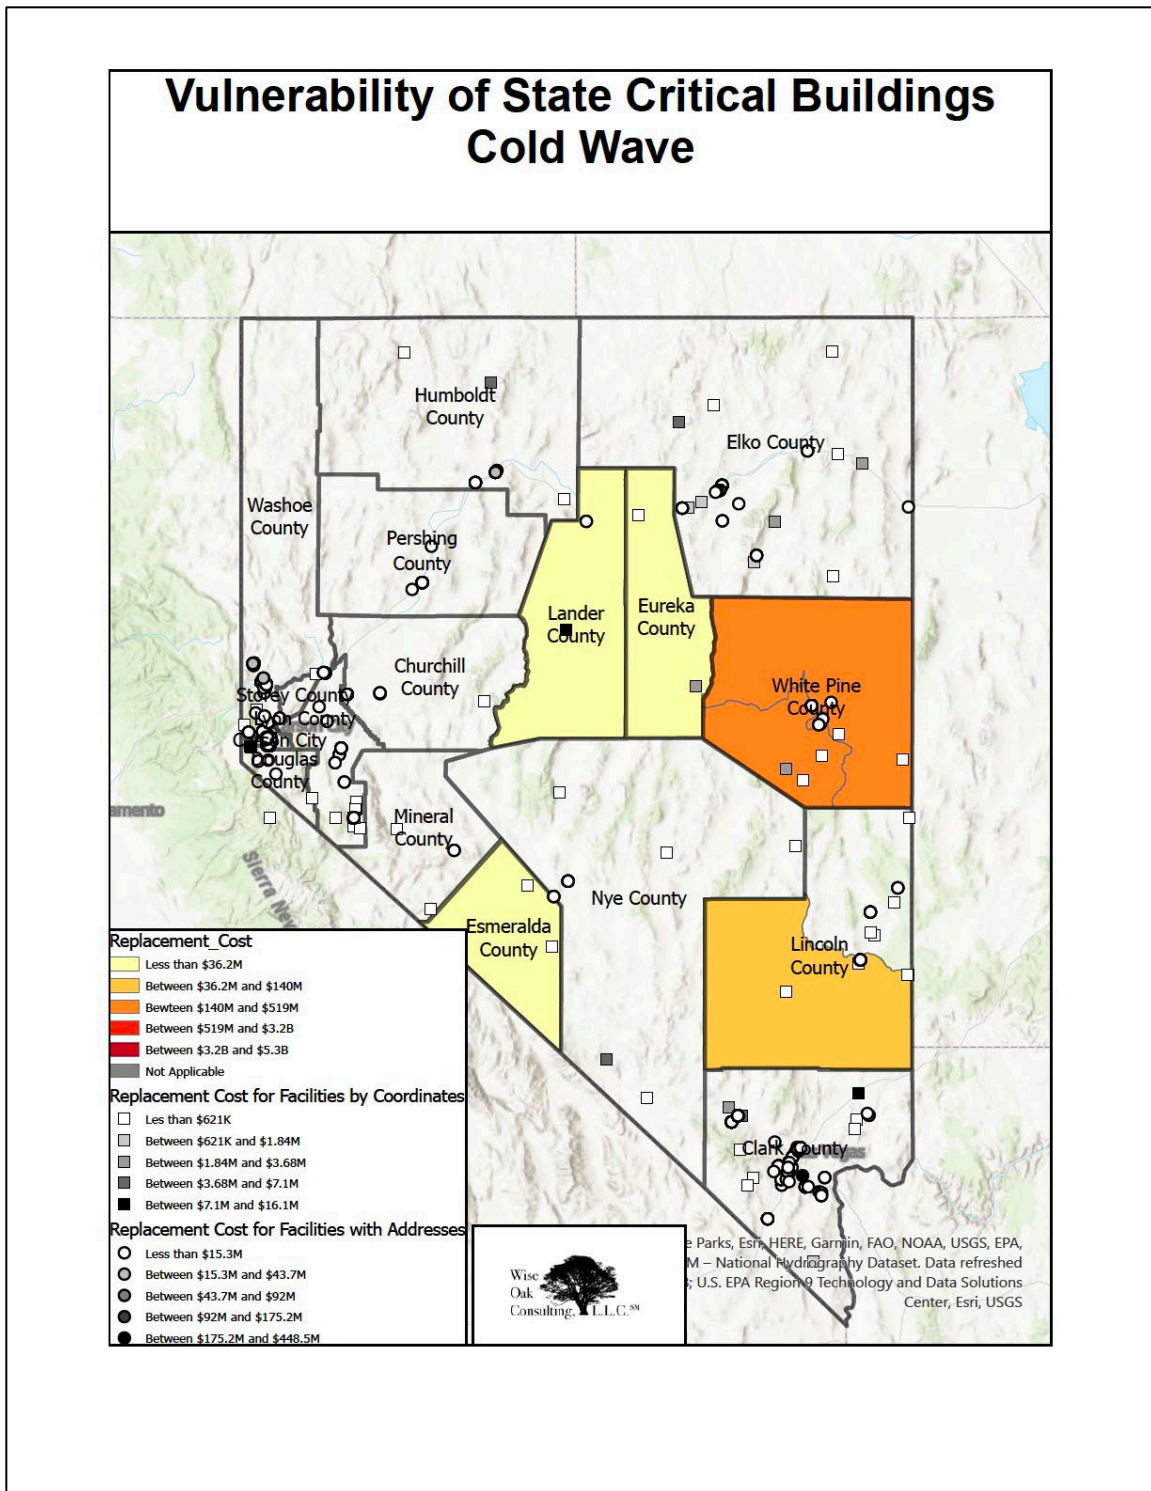 Vulnerability of State Critical Buildings
Cold Wave
Humboldt
County
Elko County
Washoe
County
Pershing
County
Lander
County
Eureka
County
Churchill
County
White Pine
County
Storey County
Lyon County
Carson City
Douglas
County
Mineral
County
amento
Sierra Nev
Nye County
Esmeralda
County
Lincoln
County
Clark County
Vegas
Replacement_Cost
Less than $36.2M
Between $36.2M and $140M
Bewteen $140M and $519M
Between $519M and $3.2B
Between $3.2B and $5.3B
Not Applicable
Replacement Cost for Facilities by Coordinates
Les than $621K
Between $621K and $1.84M
Between $1.84M and $3.68M
Between $3.68M and $7.1M
Between $7.1M and $16.1M
Replacement Cost for Facilities with Addresses
Less than $15.3M
Between $15.3M and $43.7M
Between $43.7M and $92M
Between $92M and $175.2M
Between $175.2M and $448.5M
Wise
Oak
Consulting, L.L.C.℠
e Parks, Esri, HERE, Garmin, FAO, NOAA, USGS, EPA,
M – National Hydrography Dataset. Data refreshed
; U.S. EPA Region 9 Technology and Data Solutions
Center, Esri, USGS